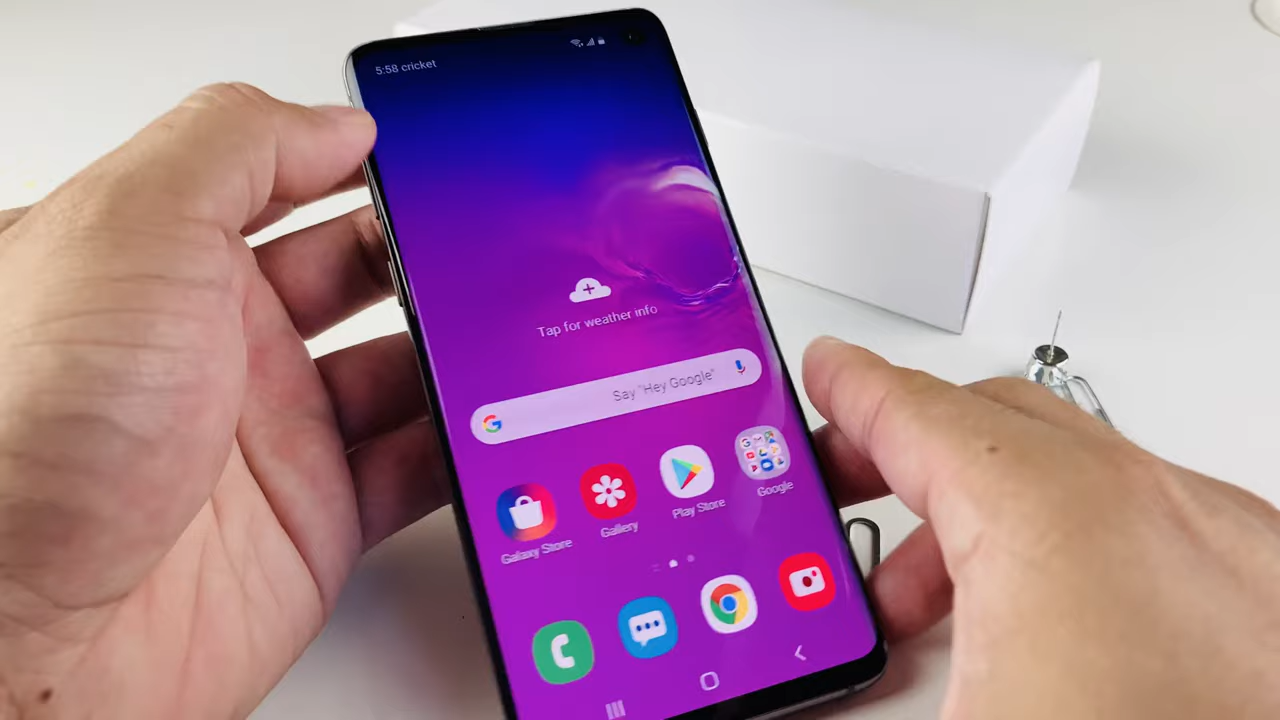 5:58 cricket
Tap for weather info
Say "Hey Google"
Galaxy Store
Gallery
Play Store
Google